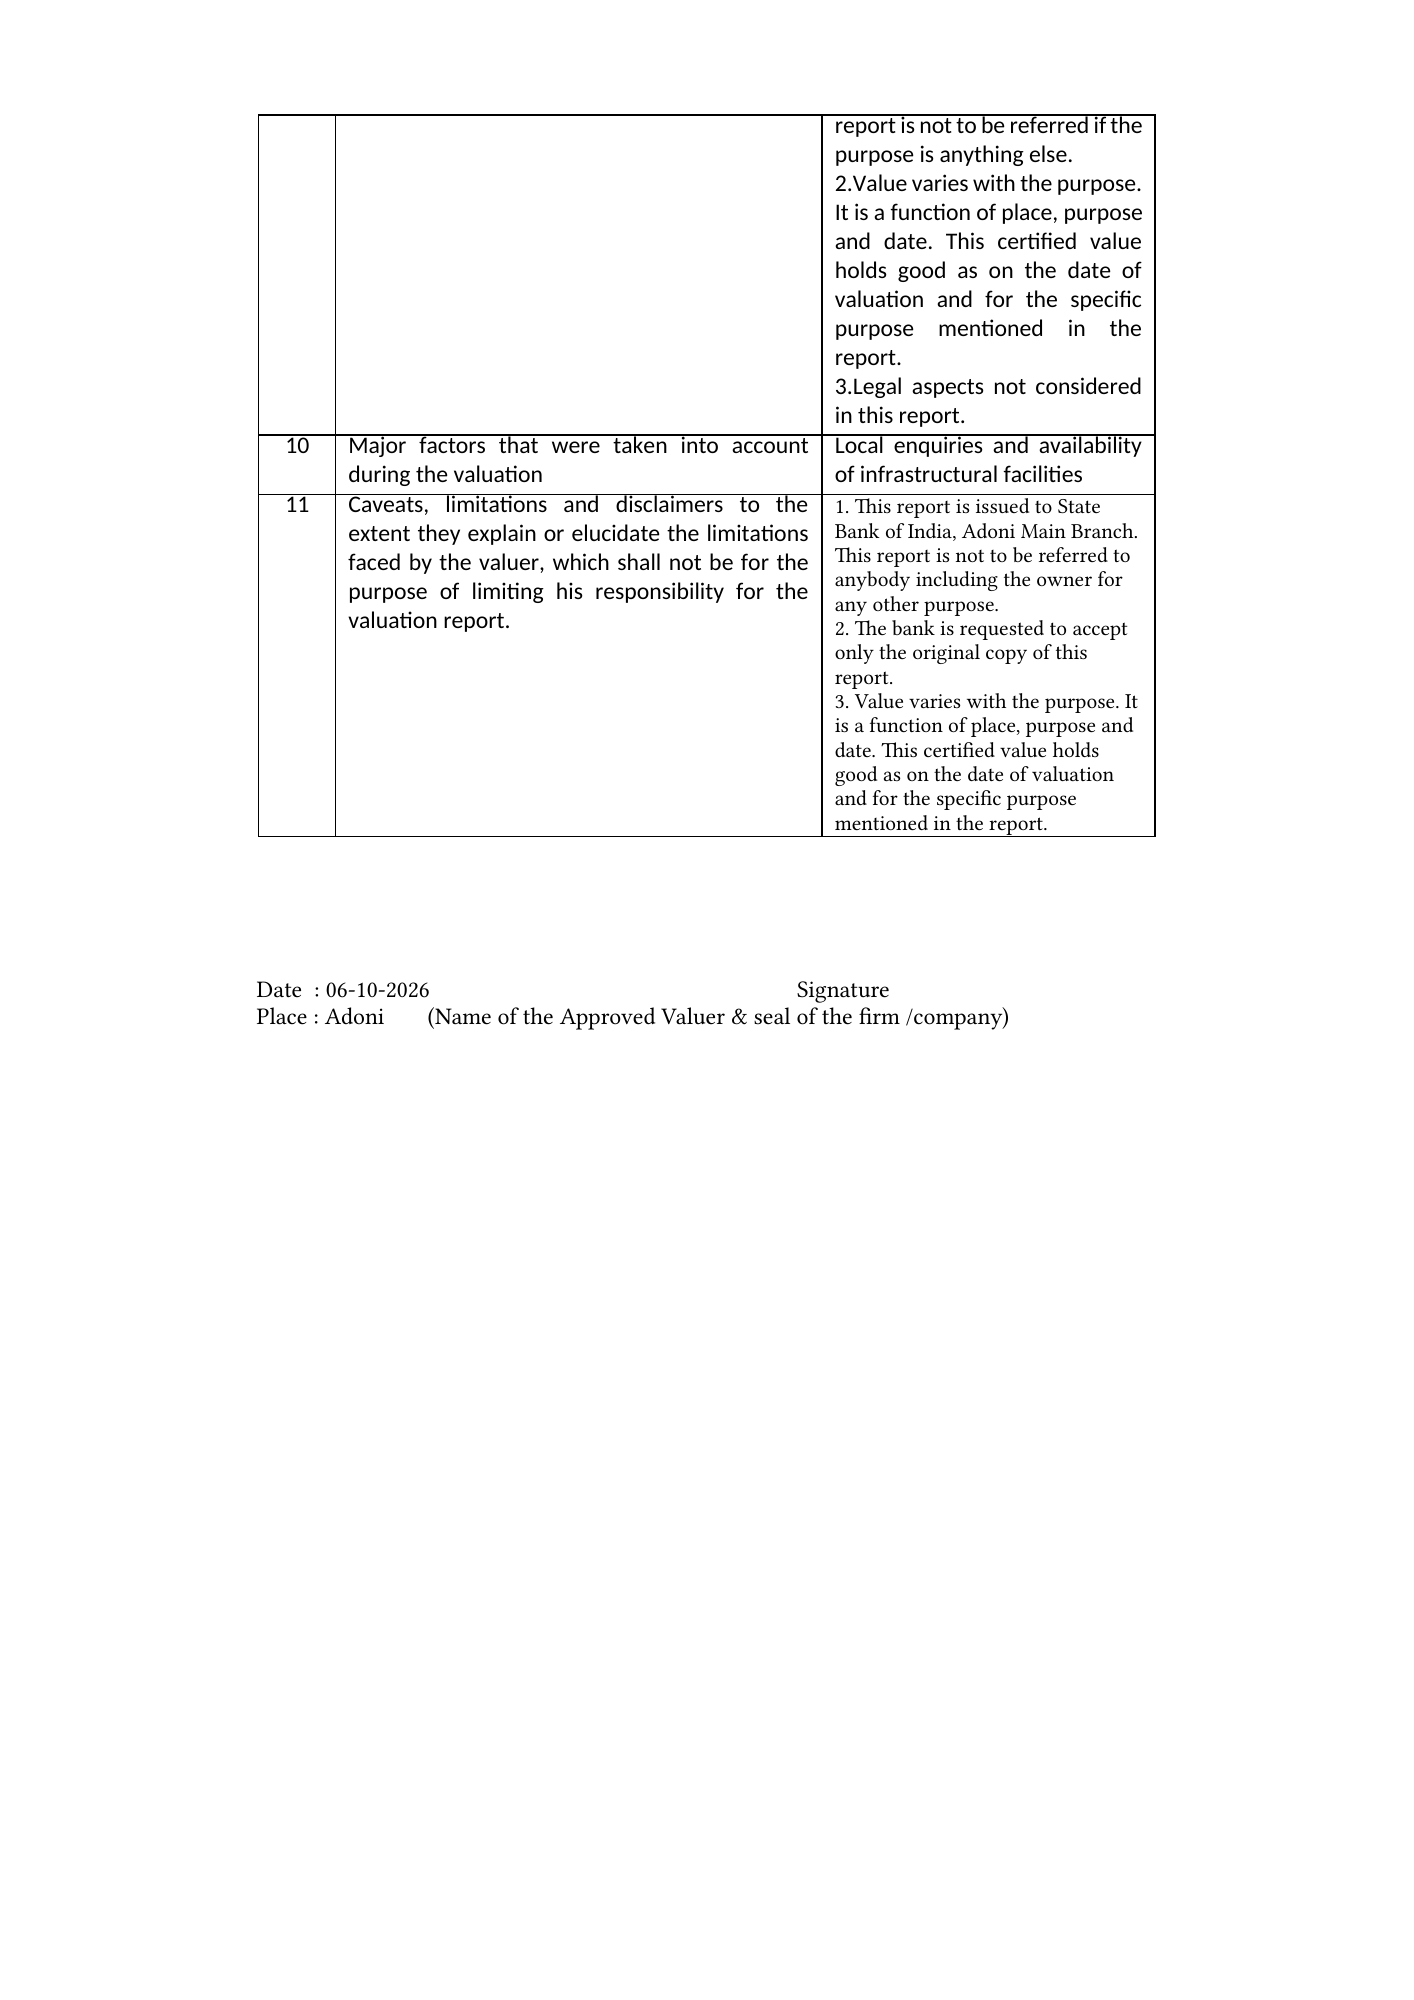 report is not to be referred if the
purpose is anything else.
2.Value varies with the purpose.
It is a function of place, purpose
and date. This certified value
holds good as on the date of
valuation and for the specific
purpose mentioned in the
report.
3.Legal aspects not considered
in this report.
10
Major factors that were taken into account
during the valuation
Local enquiries and availability
of infrastructural facilities
11
Caveats, limitations and disclaimers to the
extent they explain or elucidate the limitations
faced by the valuer, which shall not be for the
purpose of limiting his responsibility for the
valuation report.
1. This report is issued to State
Bank of India, Adoni Main Branch.
This report is not to be referred to
anybody including the owner for
any other purpose.
2. The bank is requested to accept
only the original copy of this
report.
3. Value varies with the purpose. It
is a function of place, purpose and
date. This certified value holds
good as on the date of valuation
and for the specific purpose
mentioned in the report.
Date : 06-10-2026 Signature
Place : Adoni (Name of the Approved Valuer & seal of the firm /company)